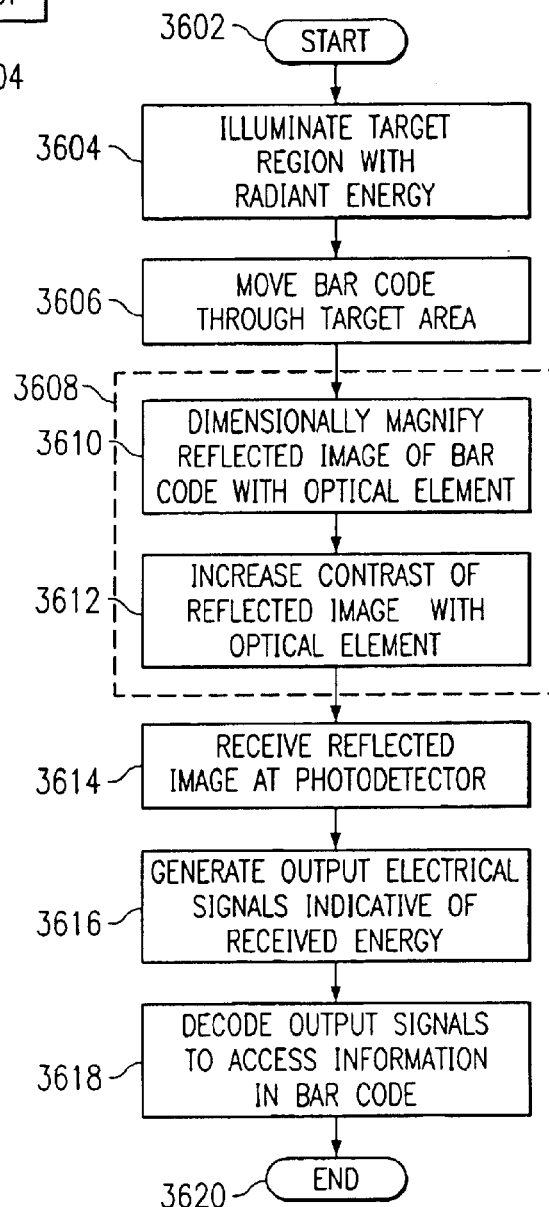 3602
START
04
3604
ILLUMINATE TARGET
REGION WITH
RADIANT ENERGY
3606
MOVE BAR CODE
THROUGH TARGET AREA
3608
3610
DIMENSIONALLY MAGNIFY
REFLECTED IMAGE OF BAR
CODE WITH OPTICAL ELEMENT
3612
INCREASE CONTRAST OF
REFLECTED IMAGE WITH
OPTICAL ELEMENT
3614
RECEIVE REFLECTED
IMAGE AT PHOTODETECTOR
3616
GENERATE OUTPUT ELECTRICAL
SIGNALS INDICATIVE OF
RECEIVED ENERGY
3618
DECODE OUTPUT SIGNALS
TO ACCESS INFORMATION
IN BAR CODE
3620
END